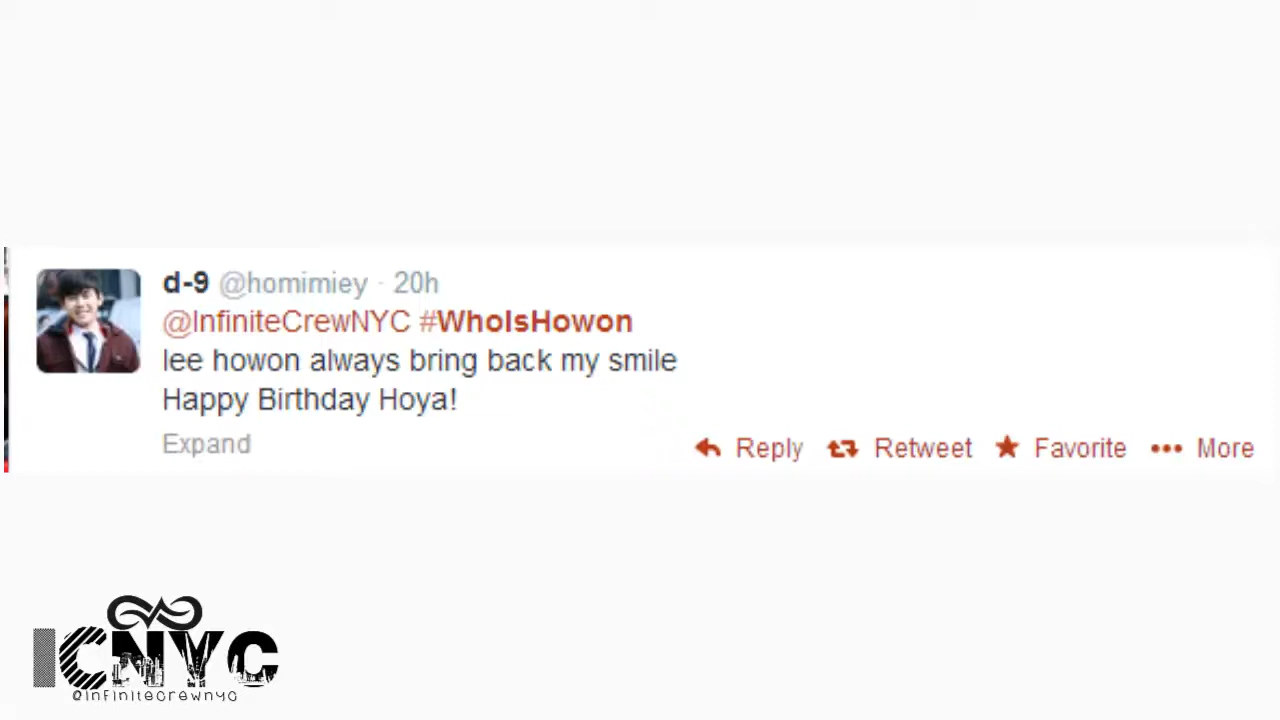 d-9 @homimiey · 20h
@InfiniteCrewNYC #WhoIsHowon
lee howon always bring back my smile
Happy Birthday Hoya!
Expand
Reply Retweet Favorite More
ICNYC
@infinitecrewnyc